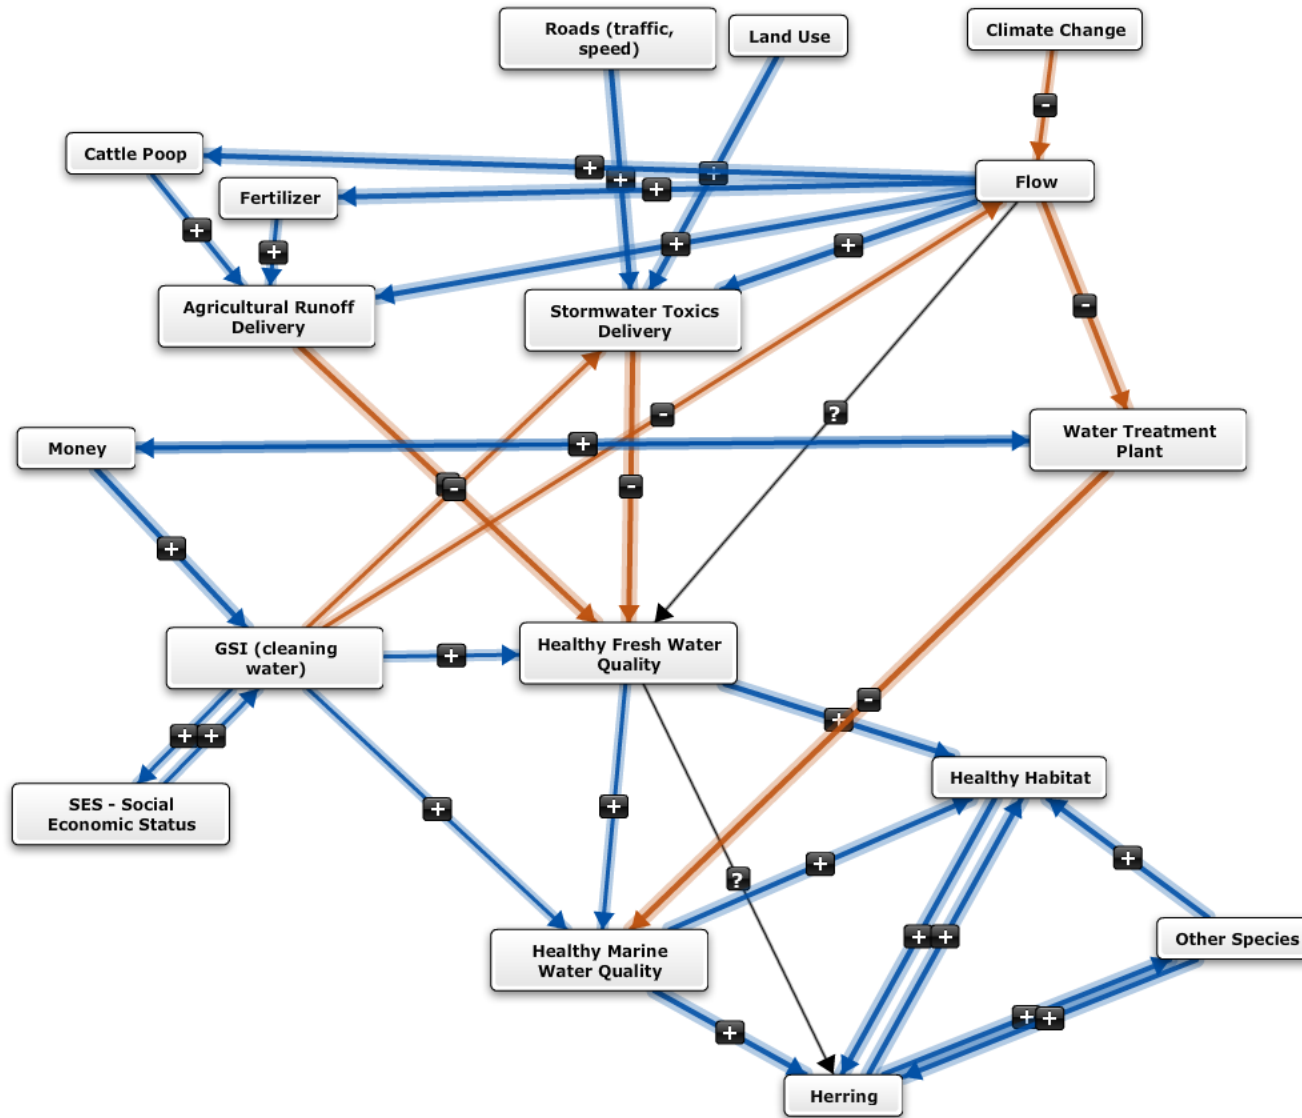 Roads (traffic,
speed)
Land Use
Climate Change
-
Cattle Poop
+
+
+
+
Flow
Fertilizer
+
+
+
+
+
Agricultural Runoff
Delivery
Stormwater Toxics
Delivery
-
-
?
Money
+
Water Treatment
Plant
-
-
+
GSI (cleaning
water)
+
Healthy Fresh Water
Quality
-
+
+
+
SES - Social
Economic Status
+
+
Healthy Habitat
+
+
?
+
+
Other Species
Healthy Marine
Water Quality
+
+
+
Herring